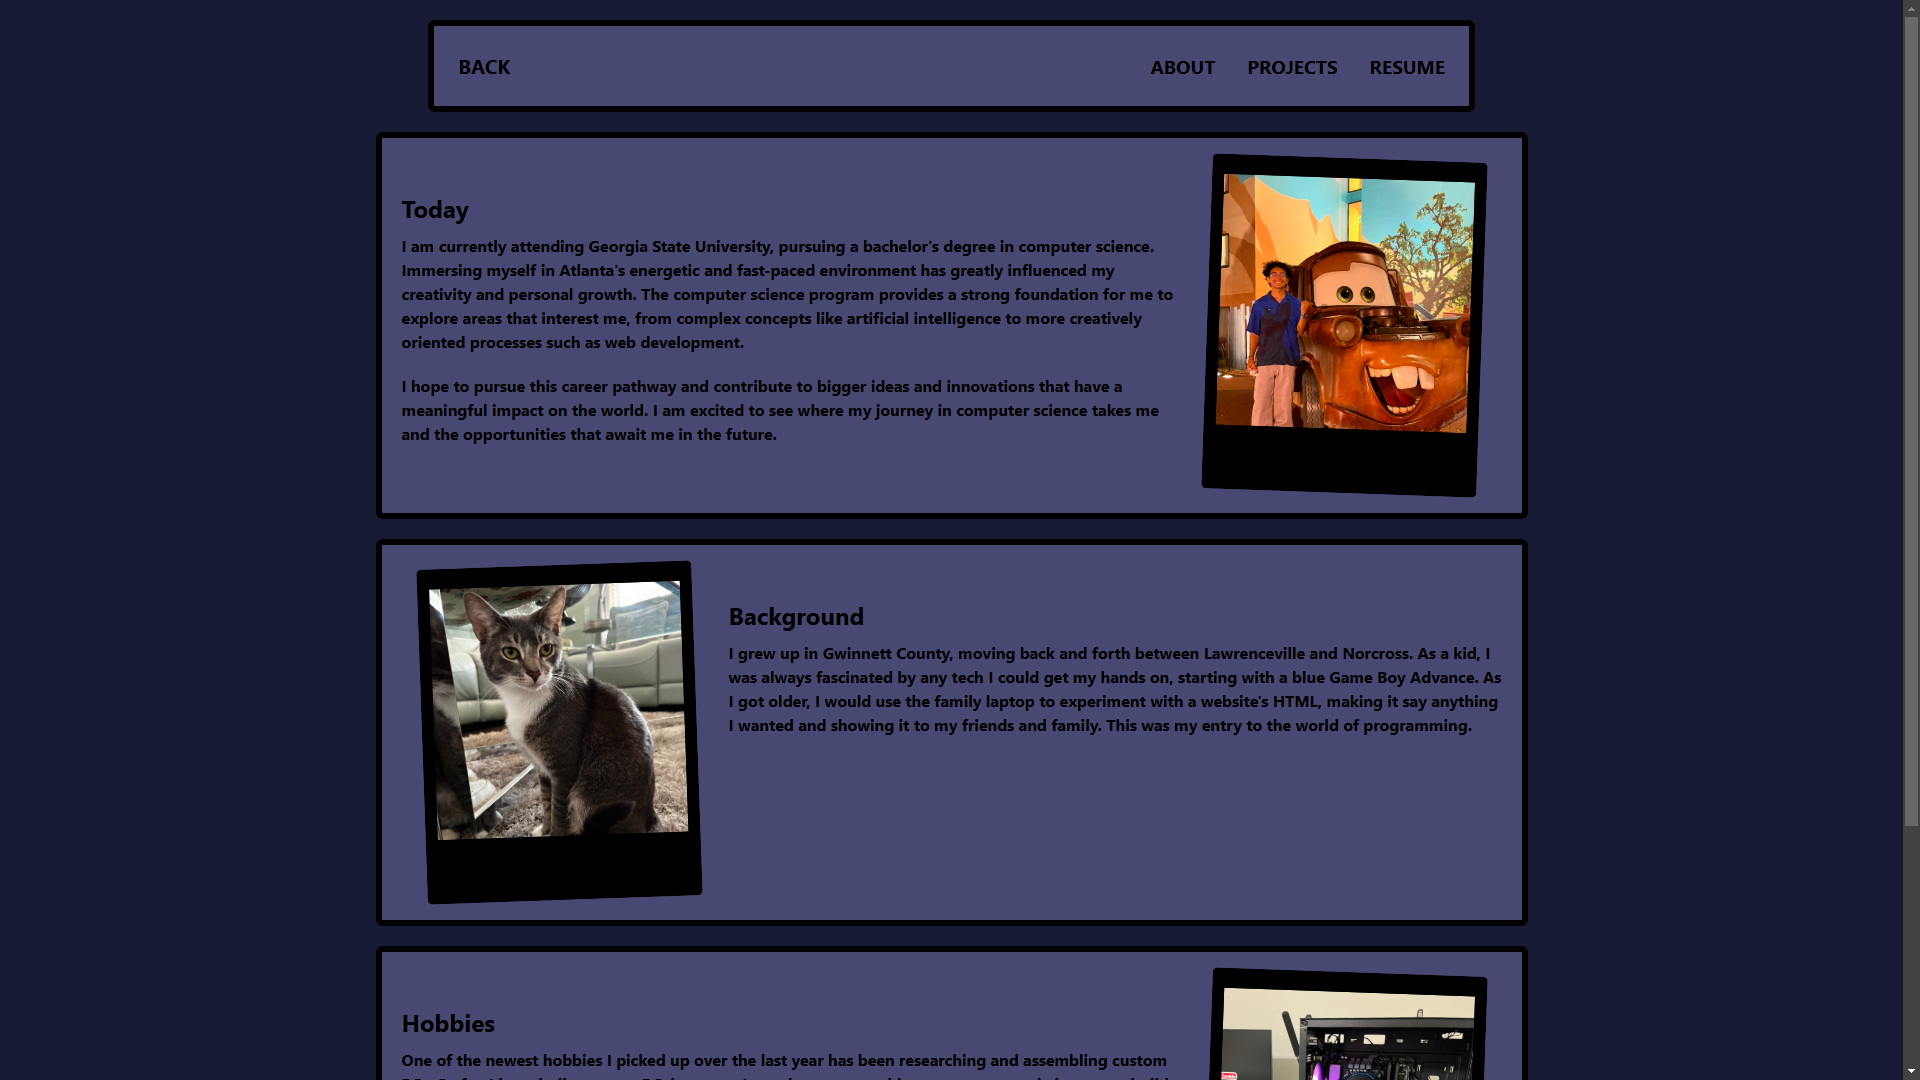 BACK
ABOUT PROJECTS RESUME
Today
I am currently attending Georgia State University, pursuing a bachelor's degree in computer science.
Immersing myself in Atlanta's energetic and fast-paced environment has greatly influenced my
creativity and personal growth. The computer science program provides a strong foundation for me to
explore areas that interest me, from complex concepts like artificial intelligence to more creatively
oriented processes such as web development.
I hope to pursue this career pathway and contribute to bigger ideas and innovations that have a
meaningful impact on the world. I am excited to see where my journey in computer science takes me
and the opportunities that await me in the future.
Background
I grew up in Gwinnett County, moving back and forth between Lawrenceville and Norcross. As a kid, I
was always fascinated by any tech I could get my hands on, starting with a blue Game Boy Advance. As
I got older, I would use the family laptop to experiment with a website's HTML, making it say anything
I wanted and showing it to my friends and family. This was my entry to the world of programming.
Hobbies
One of the newest hobbies I picked up over the last year has been researching and assembling custom